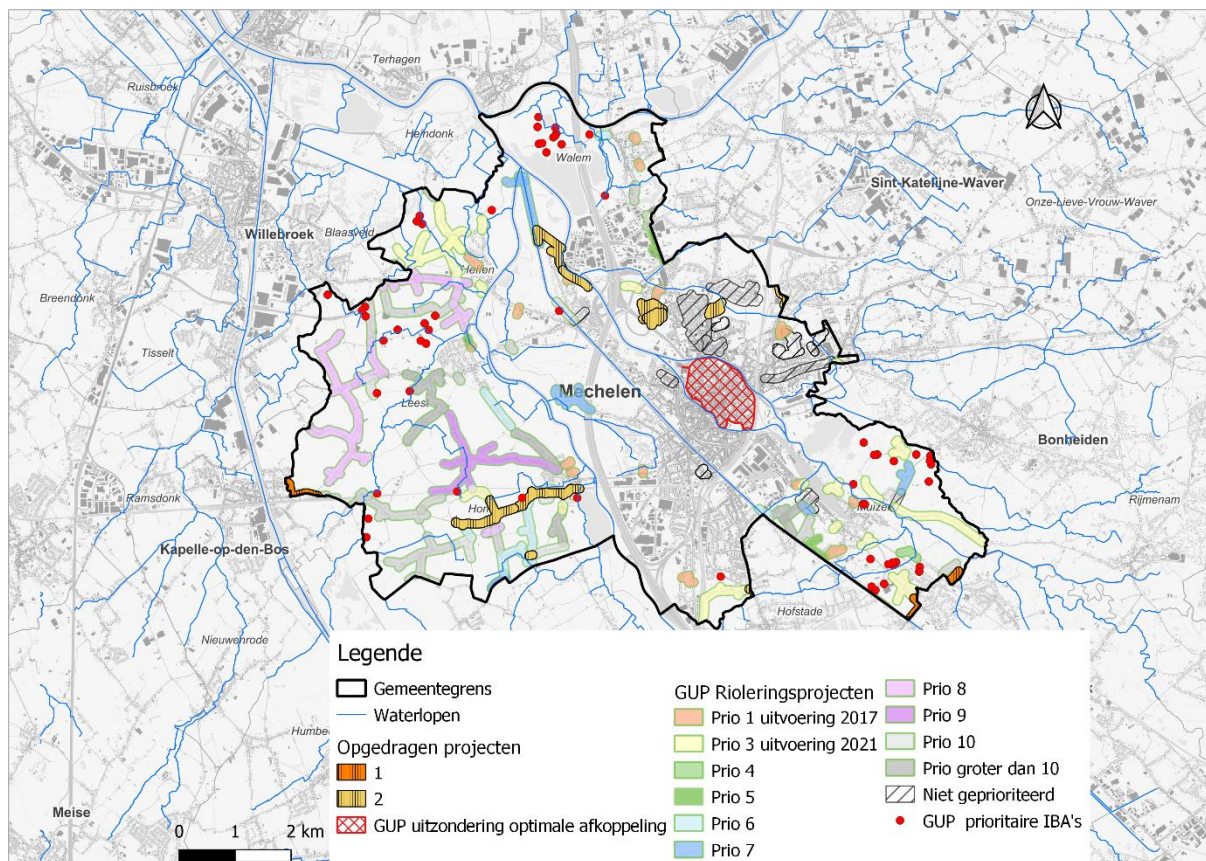 Terhagen
Ruisbroek
Heindonk
Walem
Sint-Katelijne-Waver
Onze-Lieve-Vrouw-Waver
Willebroek
Blaasveld
Heffen
Breendonk
Tisselt
Mechelen
Leest
Bonheiden
Ramsdonk
Hom
Muizen
Rijmenam
Kapelle-op-den-Bos
Hofstade
Nieuwenrode
Humbee
Meise
0 1 2 km
Legende
Gemeentegrens
Waterlopen
Opgedragen projecten
1
2
GUP uitzondering optimale afkoppeling
GUP Rioleringsprojecten
Prio 1 uitvoering 2017
Prio 3 uitvoering 2021
Prio 4
Prio 5
Prio 6
Prio 7
Prio 8
Prio 9
Prio 10
Prio groter dan 10
Niet geprioriteerd
GUP prioritaire IBA's